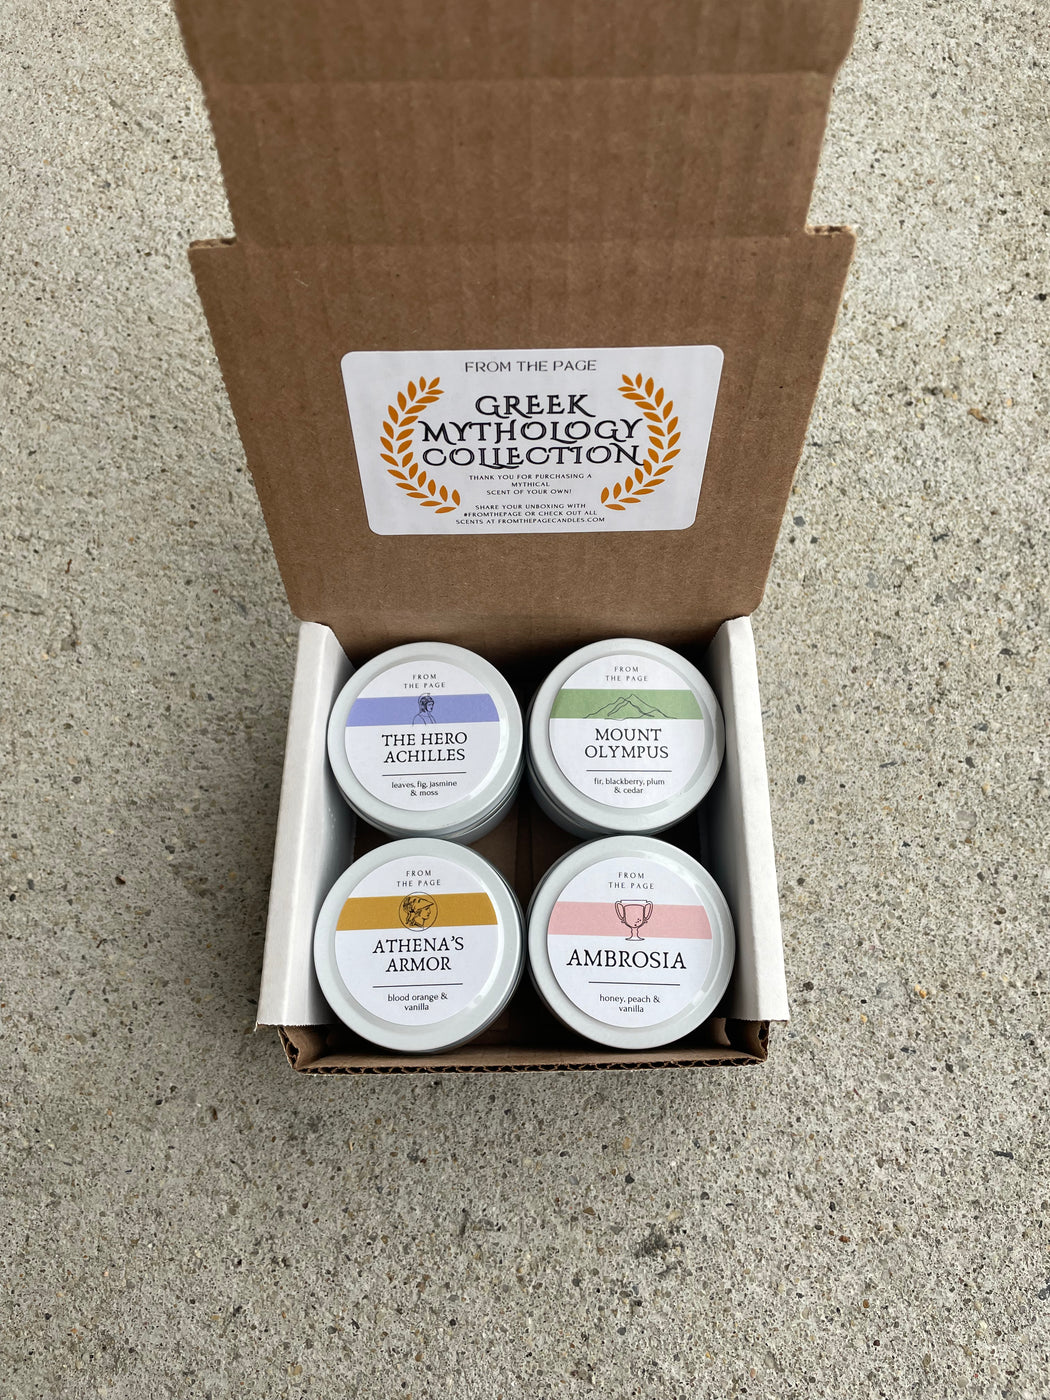 FROM THE PAGE
GREEK
MYTHOLOGY
COLLECTION
THANK YOU FOR PURCHASING A
MYTHICAL
SCENT OF YOUR OWN!
SHARE YOUR UNBOXING WITH
#FROMTHEPAGE OR CHECK OUT ALL
SCENTS AT FROMTHEPAGECANDLES.COM
FROM
THE PAGE
THE HERO
ACHILLES
leaves, fig, jasmine
& moss
FROM
THE PAGE
MOUNT
OLYMPUS
fir, blackberry, plum
& cedar
FROM
THE PAGE
ATHENA'S
ARMOR
blood orange &
vanilla
FROM
THE PAGE
AMBROSIA
honey, peach &
vanilla